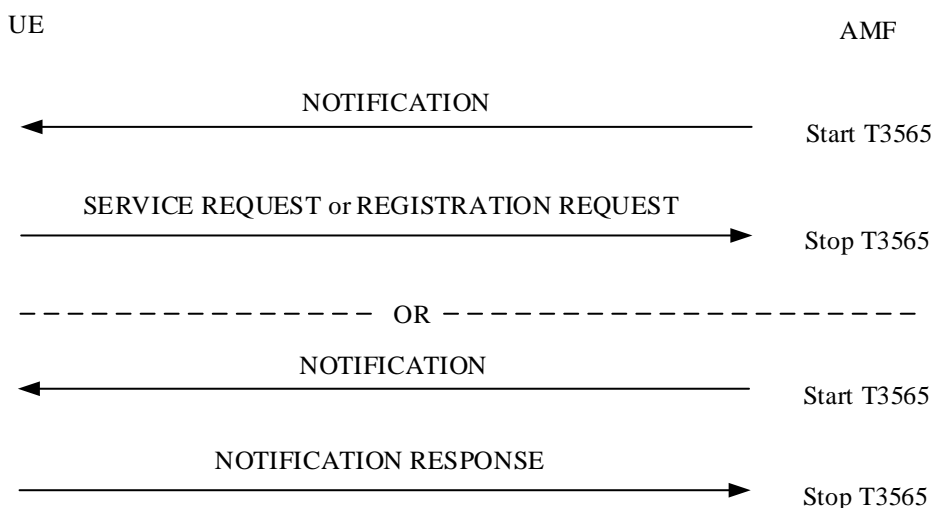 UE
AMF
NOTIFICATION
Start T3565
SERVICE REQUEST or REGISTRATION REQUEST
Stop T3565
OR
NOTIFICATION
Start T3565
NOTIFICATION RESPONSE
Stop T3565